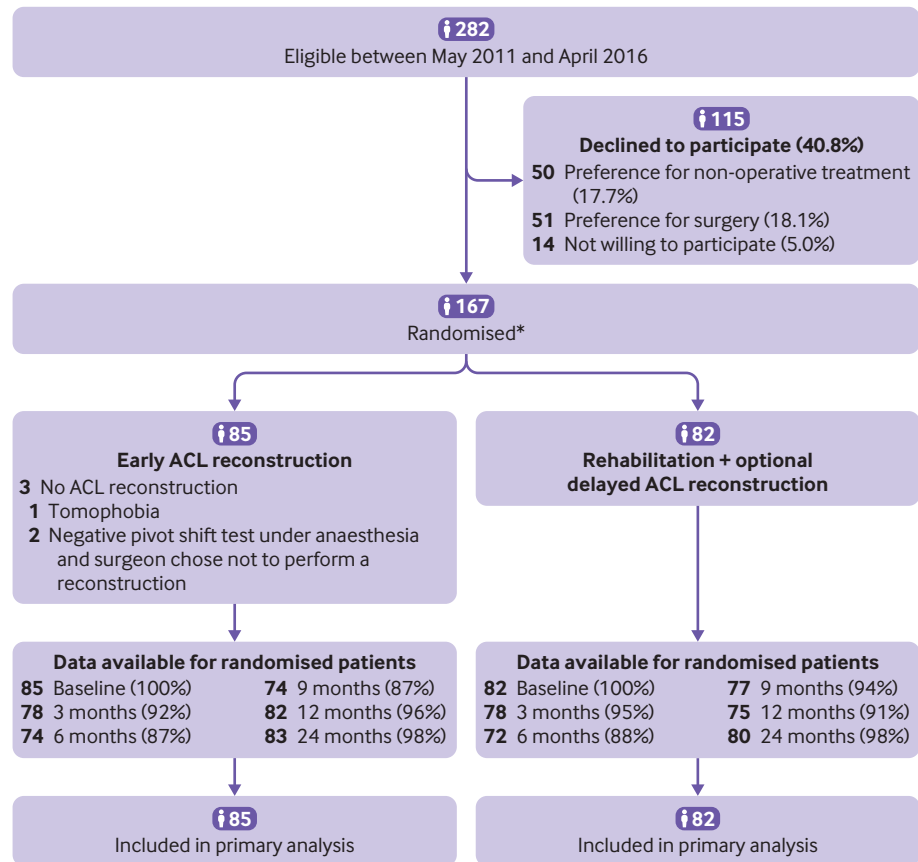 282
Eligible between May 2011 and April 2016
115
Declined to participate (40.8%)
50 Preference for non-operative treatment
(17.7%)
51 Preference for surgery (18.1%)
14 Not willing to participate (5.0%)
167
Randomised*
85
Early ACL reconstruction
3 No ACL reconstruction
1 Tomophobia
2 Negative pivot shift test under anaesthesia
and surgeon chose not to perform a
reconstruction
82
Rehabilitation + optional
delayed ACL reconstruction
Data available for randomised patients
85 Baseline (100%) 74 9 months (87%)
78 3 months (92%) 82 12 months (96%)
74 6 months (87%) 83 24 months (98%)
Data available for randomised patients
82 Baseline (100%) 77 9 months (94%)
78 3 months (95%) 75 12 months (91%)
72 6 months (88%) 80 24 months (98%)
85
Included in primary analysis
82
Included in primary analysis